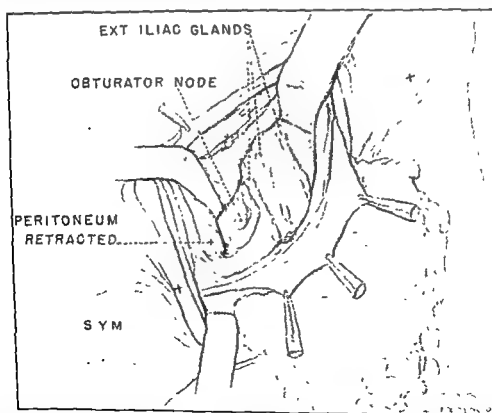 EXT ILIAC GLANDS
OBTURATOR NODE
PERITONEUM
RETRACTED
SYM